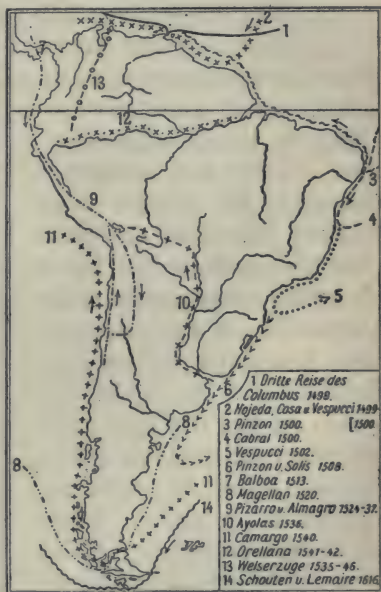 1
2
13
12
3
4
9
11
5
10
6
8
8
11
14
1 Dritte Reise des
Columbus 1498.
2 Hojeda, Cosa u. Vespucci 1499-
3 Pinzon 1500. [1500.
4 Cabral 1500.
5 Vespucci 1502.
6 Pinzon u. Solis 1508.
7 Balboa 1513.
8 Magellan 1520.
9 Pizarro u. Almagro 1524-32.
10 Ayolas 1536.
11 Camargo 1540.
12 Orellana 1541-42.
13 Welserzuge 1535-46.
14 Schouten u. Lemaire 1616.